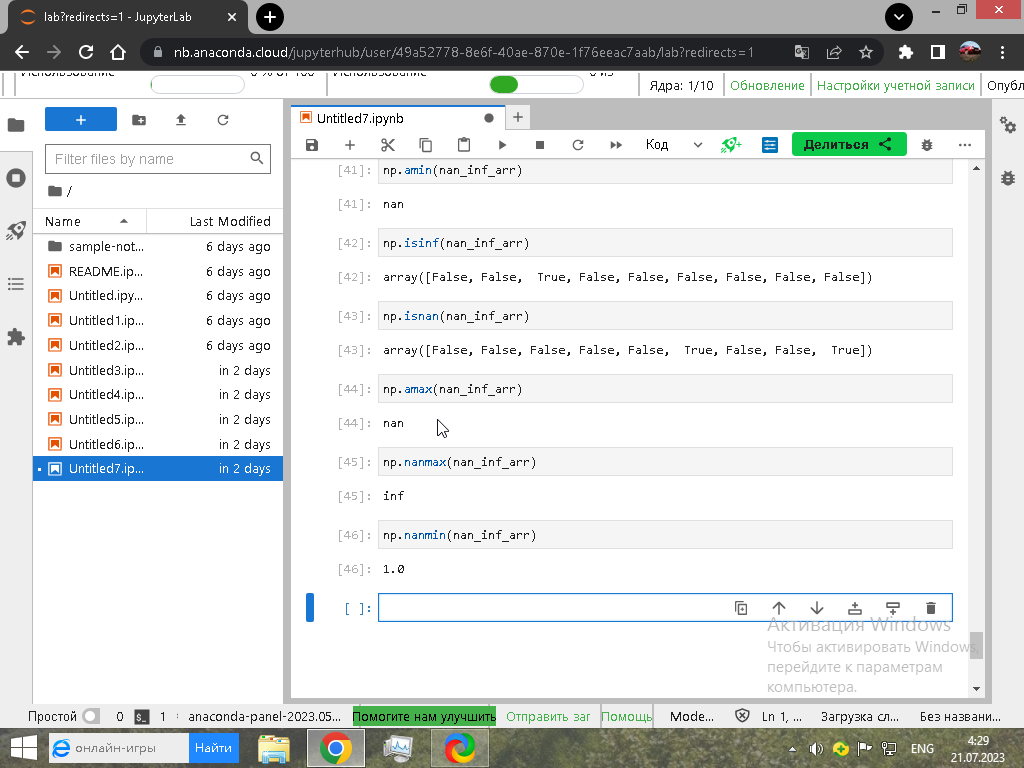 lab?redirects=1 - JupyterLab
nb.anaconda.cloud/jupyterhub/user/49a52778-8e6f-40ae-870e-1f76eeac7aab/lab?redirects=1
Использование
0 % от 100
Использование
0 из
Ядра: 1/10
Обновление
Настройки учетной записи
Опубл
Untitled7.ipynb
Filter files by name
Код
Делиться
/
Name
Last Modified
sample-not...
6 days ago
README.ip...
6 days ago
Untitled.ipy...
6 days ago
Untitled1.ip...
6 days ago
Untitled2.ip...
6 days ago
Untitled3.ip...
in 2 days
Untitled4.ip...
in 2 days
Untitled5.ip...
in 2 days
Untitled6.ip...
in 2 days
Untitled7.ip...
in 2 days
[41]: np.amin(nan_inf_arr)
[41]: nan
[42]: np.isinf(nan_inf_arr)
[42]: array([False, False,  True, False, False, False, False, False, False])
[43]: np.isnan(nan_inf_arr)
[43]: array([False, False, False, False, False,  True, False, False,  True])
[44]: np.amax(nan_inf_arr)
[44]: nan
[45]: np.nanmax(nan_inf_arr)
[45]: inf
[46]: np.nanmin(nan_inf_arr)
[46]: 1.0
[ ]:
Активация Windows
Чтобы активировать Windows,
перейдите к параметрам
компьютера.
Простой
0
$_
1
anaconda-panel-2023.05...
Помогите нам улучшить
Отправить заг
Помощь
Mode...
Ln 1, ...
Загрузка сл...
Без названи...
онлайн-игры
Найти
ENG
4:29
21.07.2023